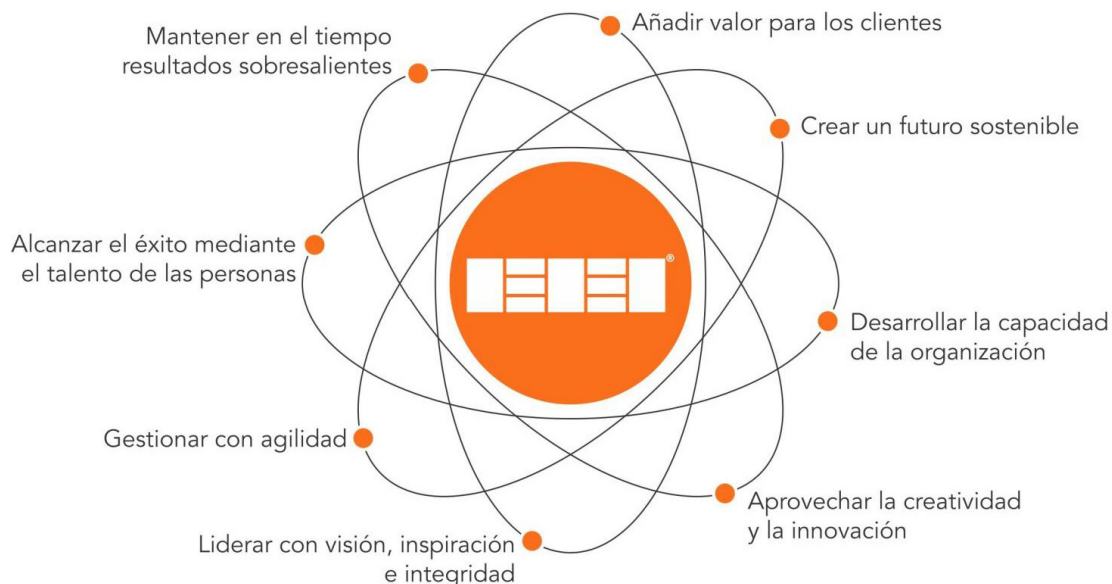 Añadir valor para los clientes
Crear un futuro sostenible
Desarrollar la capacidad
de la organización
Aprovechar la creatividad
y la innovación
Liderar con visión, inspiración
e integridad
Gestionar con agilidad
Alcanzar el éxito mediante
el talento de las personas
Mantener en el tiempo
resultados sobresalientes
®